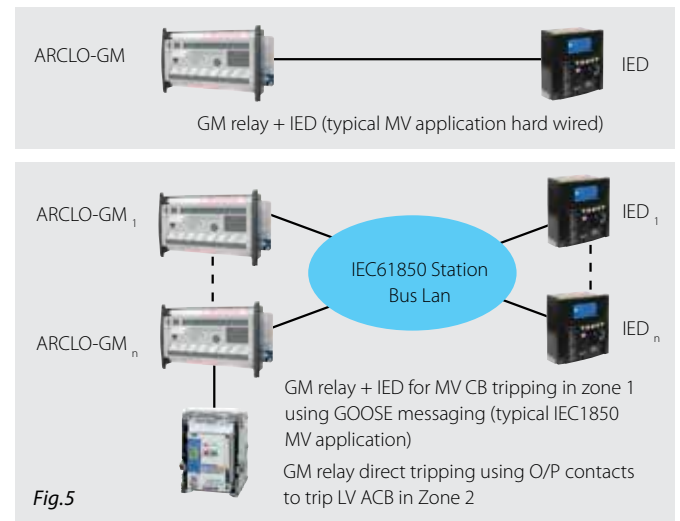 ARCLO-GM
IED
GM relay + IED (typical MV application hard wired)
ARCLO-GM 1
IED 1
IEC61850 Station
Bus Lan
ARCLO-GM n
IED n
GM relay + IED for MV CB tripping in zone 1
using GOOSE messaging (typical IEC1850
MV application)
GM relay direct tripping using O/P contacts
to trip LV ACB in Zone 2
Fig.5